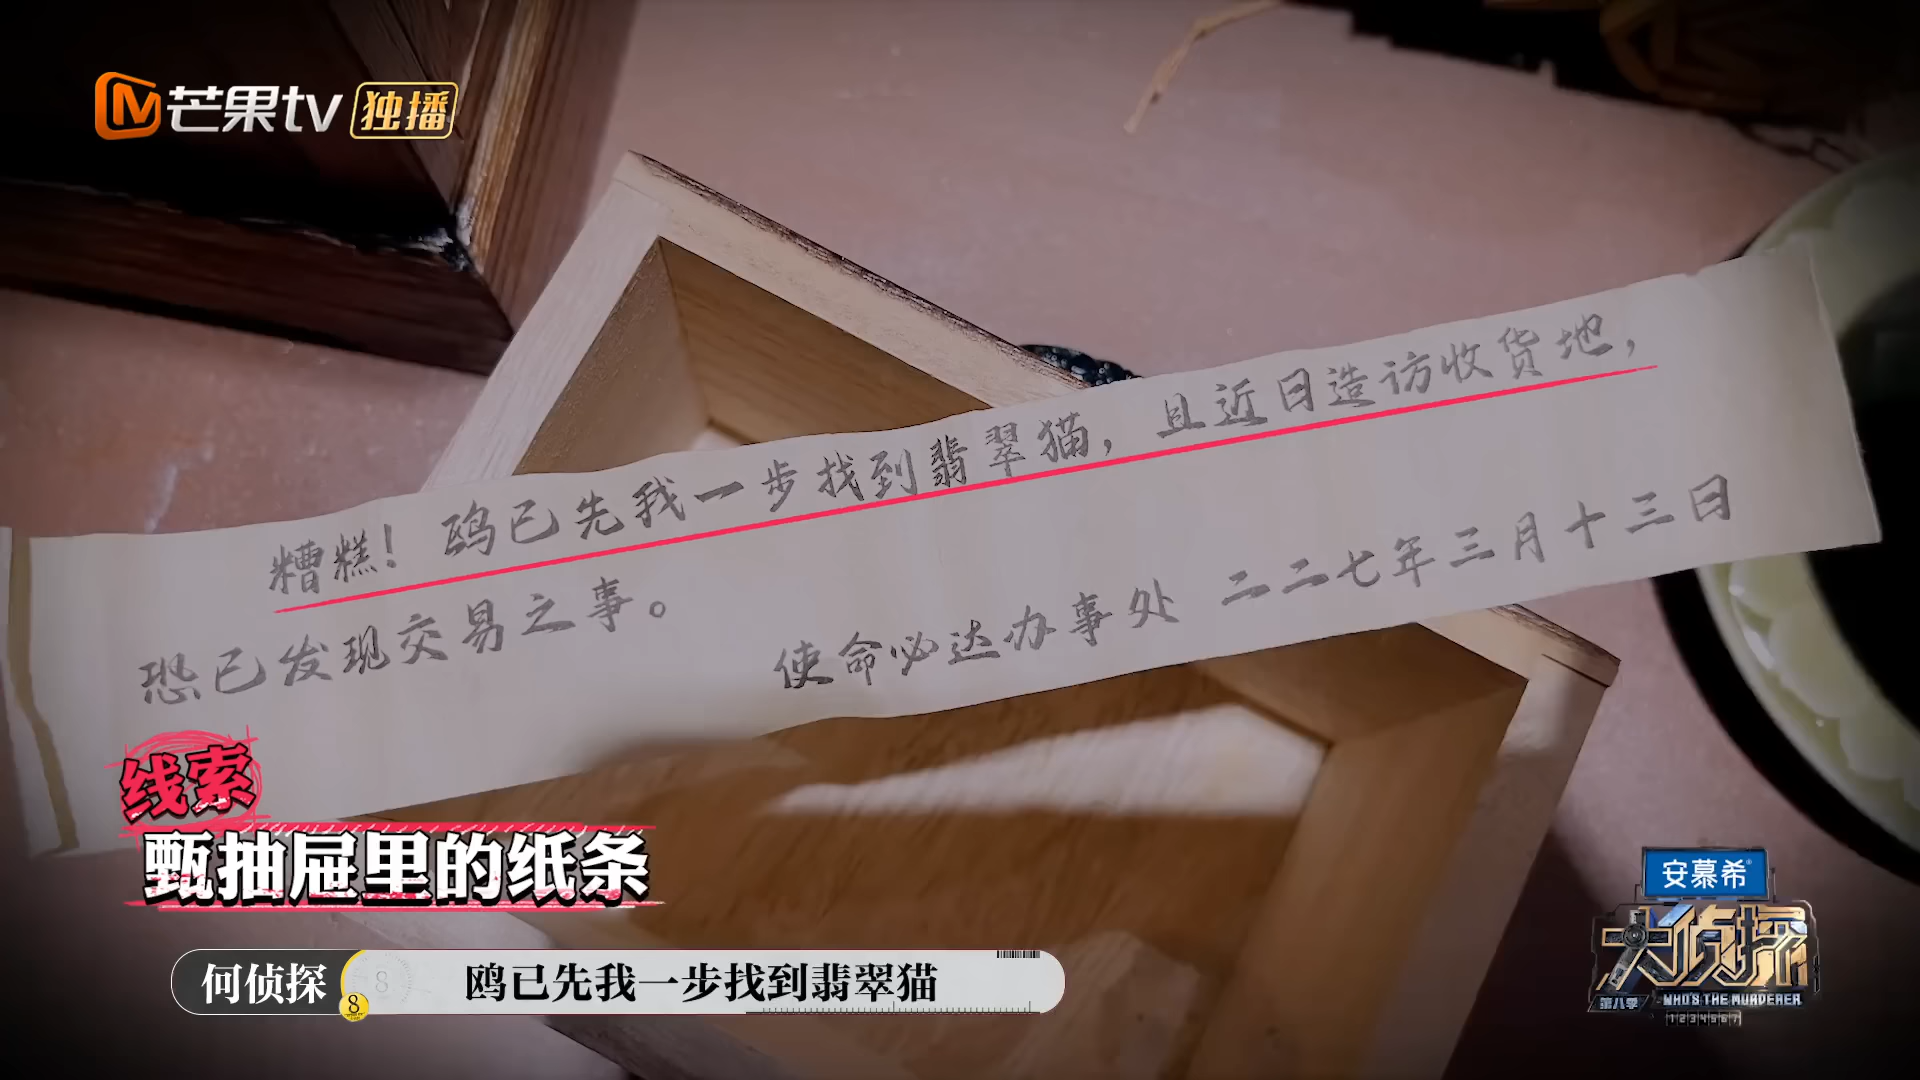 芒果tv 独播
糟糕！鸥已先我一步找到翡翠猫，且近日造访收货地，
恐已发现交易之事。
使命必达办事处 二二七年三月十三日
线索
甄抽屉里的纸条
何侦探 8 鸥已先我一步找到翡翠猫
安慕希
大侦探
第八季 WHO'S THE MURDERER
1234567